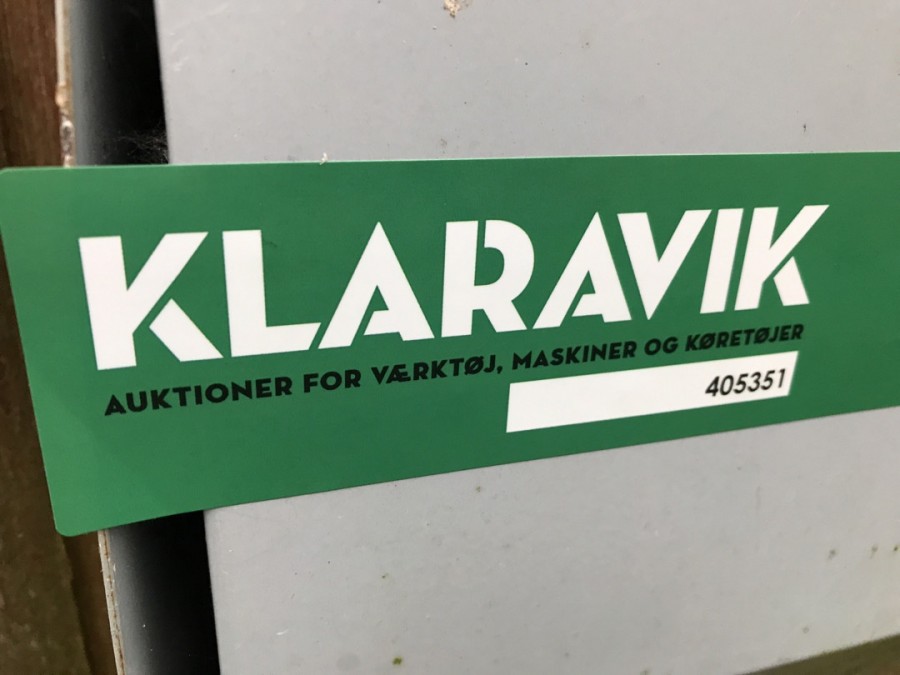 KLARAVIK
AUKTIONER FOR VÆRKTØJ, MASKINER OG KØRETØJER
405351